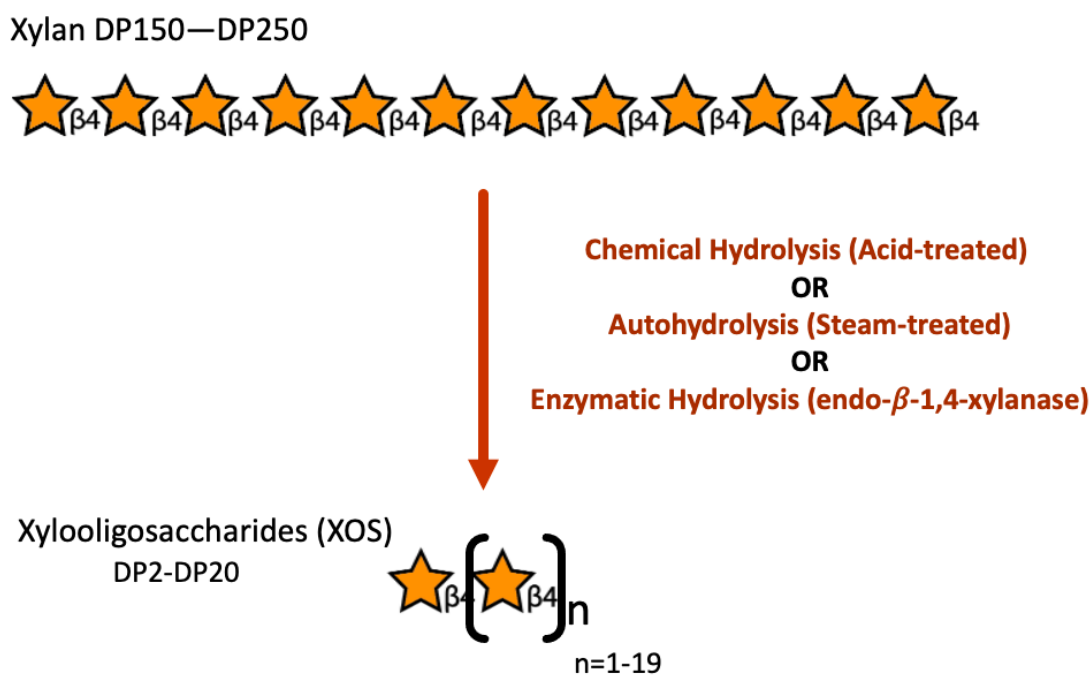 Xylan DP150—DP250
β4 β4 β4 β4 β4 β4 β4 β4 β4 β4 β4 β4
Chemical Hydrolysis (Acid-treated)
OR
Autohydrolysis (Steam-treated)
OR
Enzymatic Hydrolysis (endo-β-1,4-xylanase)
Xylooligosaccharides (XOS)
DP2-DP20
β4 [ β4 ] n
n=1-19